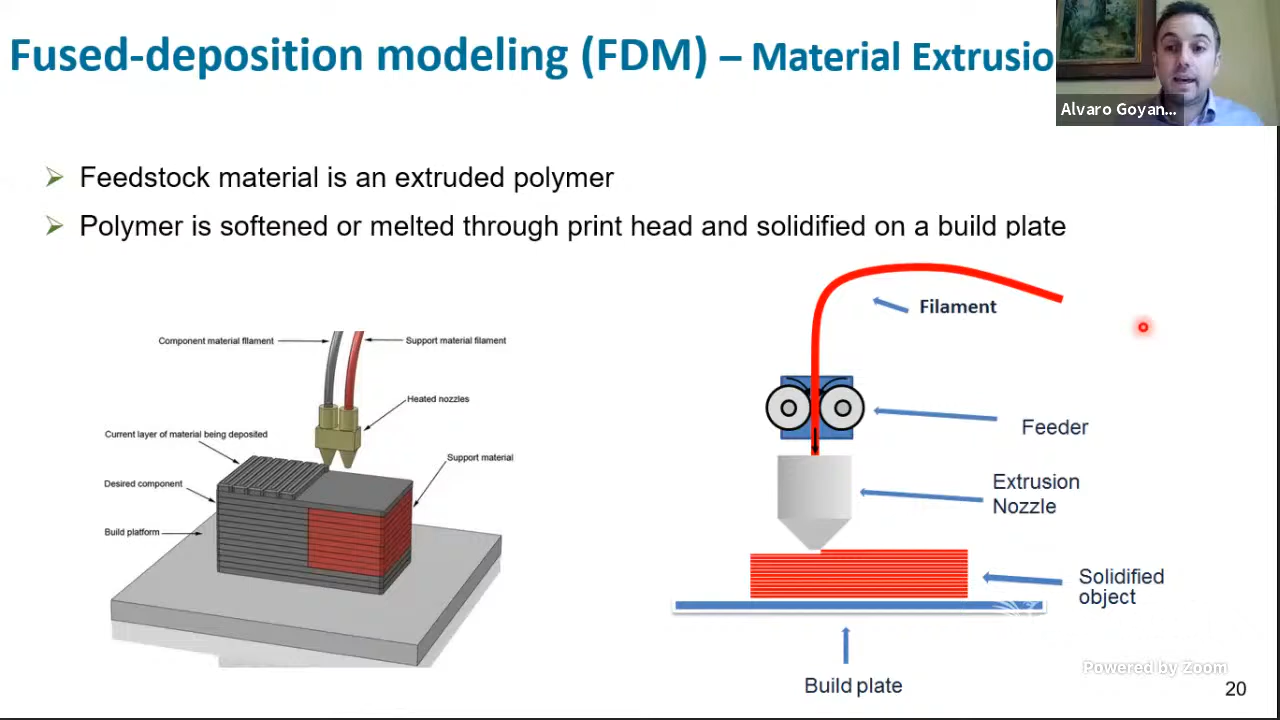 Fused-deposition modeling (FDM) – Material Extrusio
Alvaro Goyan...
Feedstock material is an extruded polymer
Polymer is softened or melted through print head and solidified on a build plate
Component material filament
Support material filament
Heated nozzles
Current layer of material being deposited
Support material
Desired component
Build platform
Filament
Feeder
Extrusion
Nozzle
Solidified
object
Build plate
Powered by Zoom
20